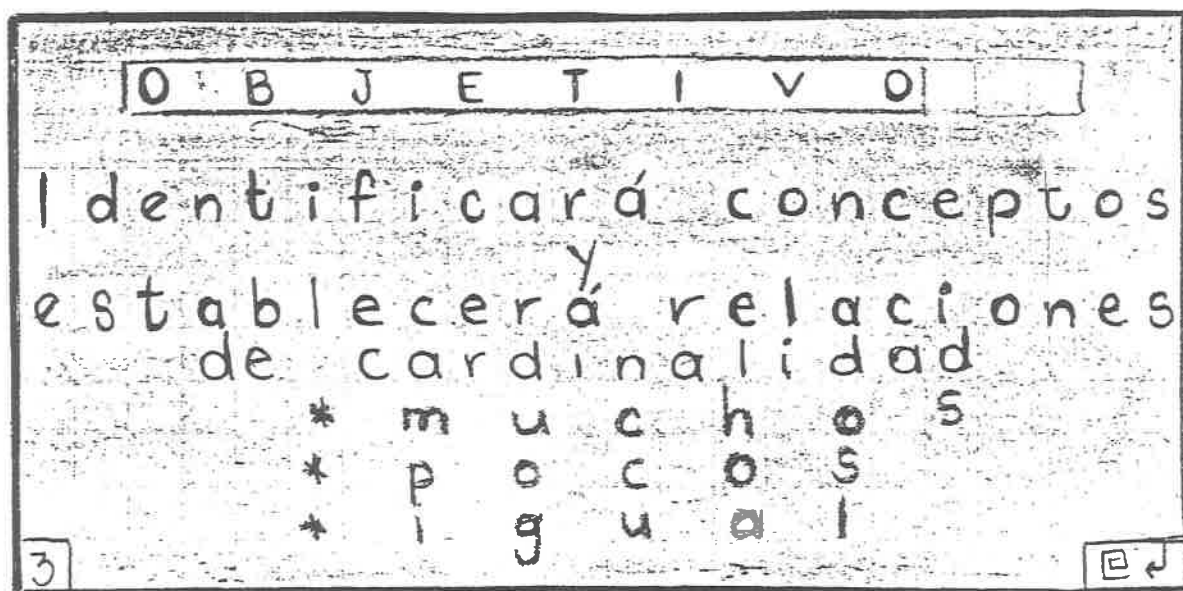 OBJETIVO
Identificará conceptos
y
establecerá relaciones
de cardinalidad
* muchos
* pocos
* igual
3